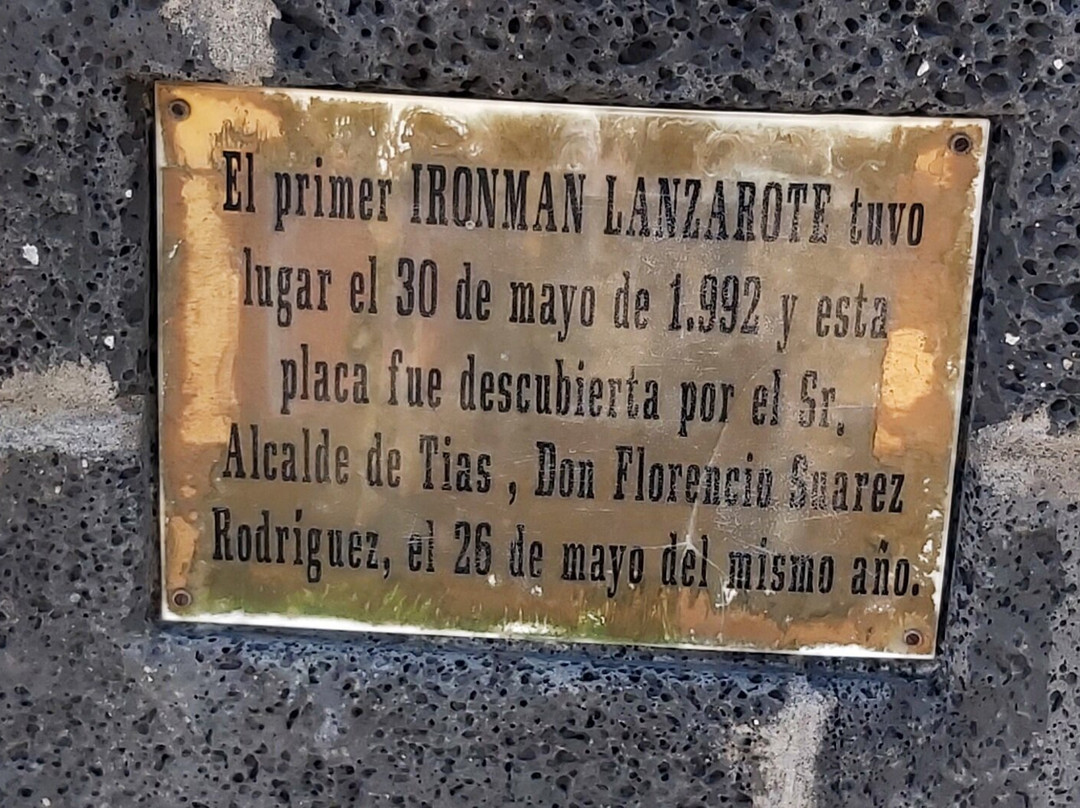 El primer IRONMAN LANZAROTE tuvo
lugar el 30 de mayo de 1.992 y esta
placa fue descubierta por el Sr,
Alcalde de Tias , Don Florencio Suarez
Rodríguez, el 26 de mayo del mismo año.